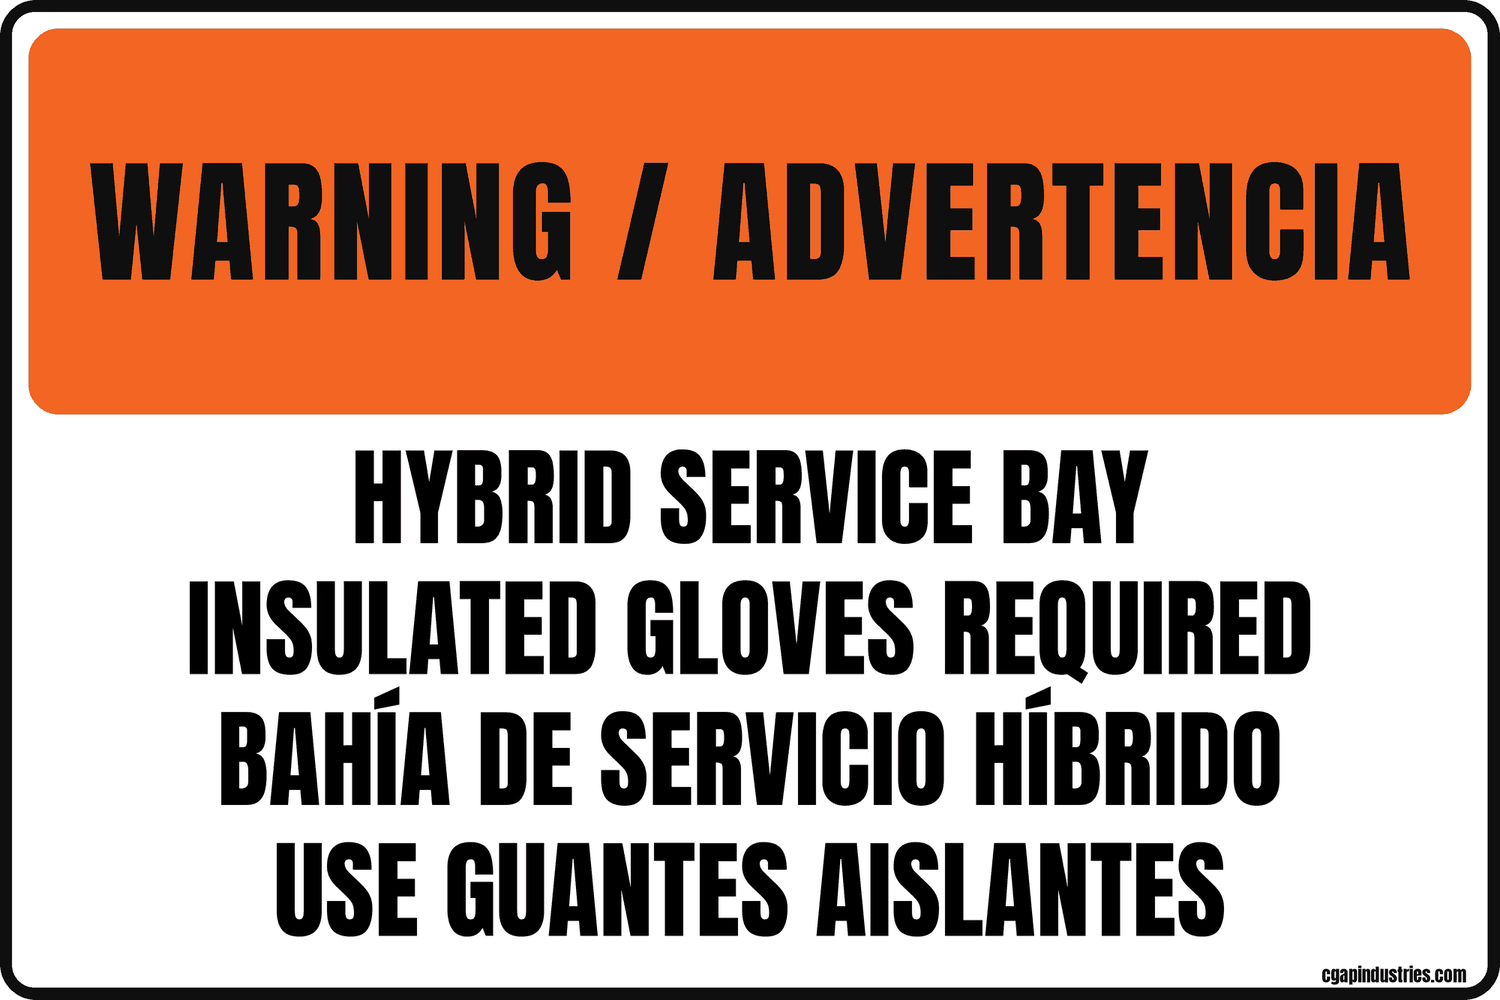 WARNING / ADVERTENCIA
HYBRID SERVICE BAY
INSULATED GLOVES REQUIRED
BAHÍA DE SERVICIO HÍBRIDO
USE GUANTES AISLANTES
cgapindustries.com